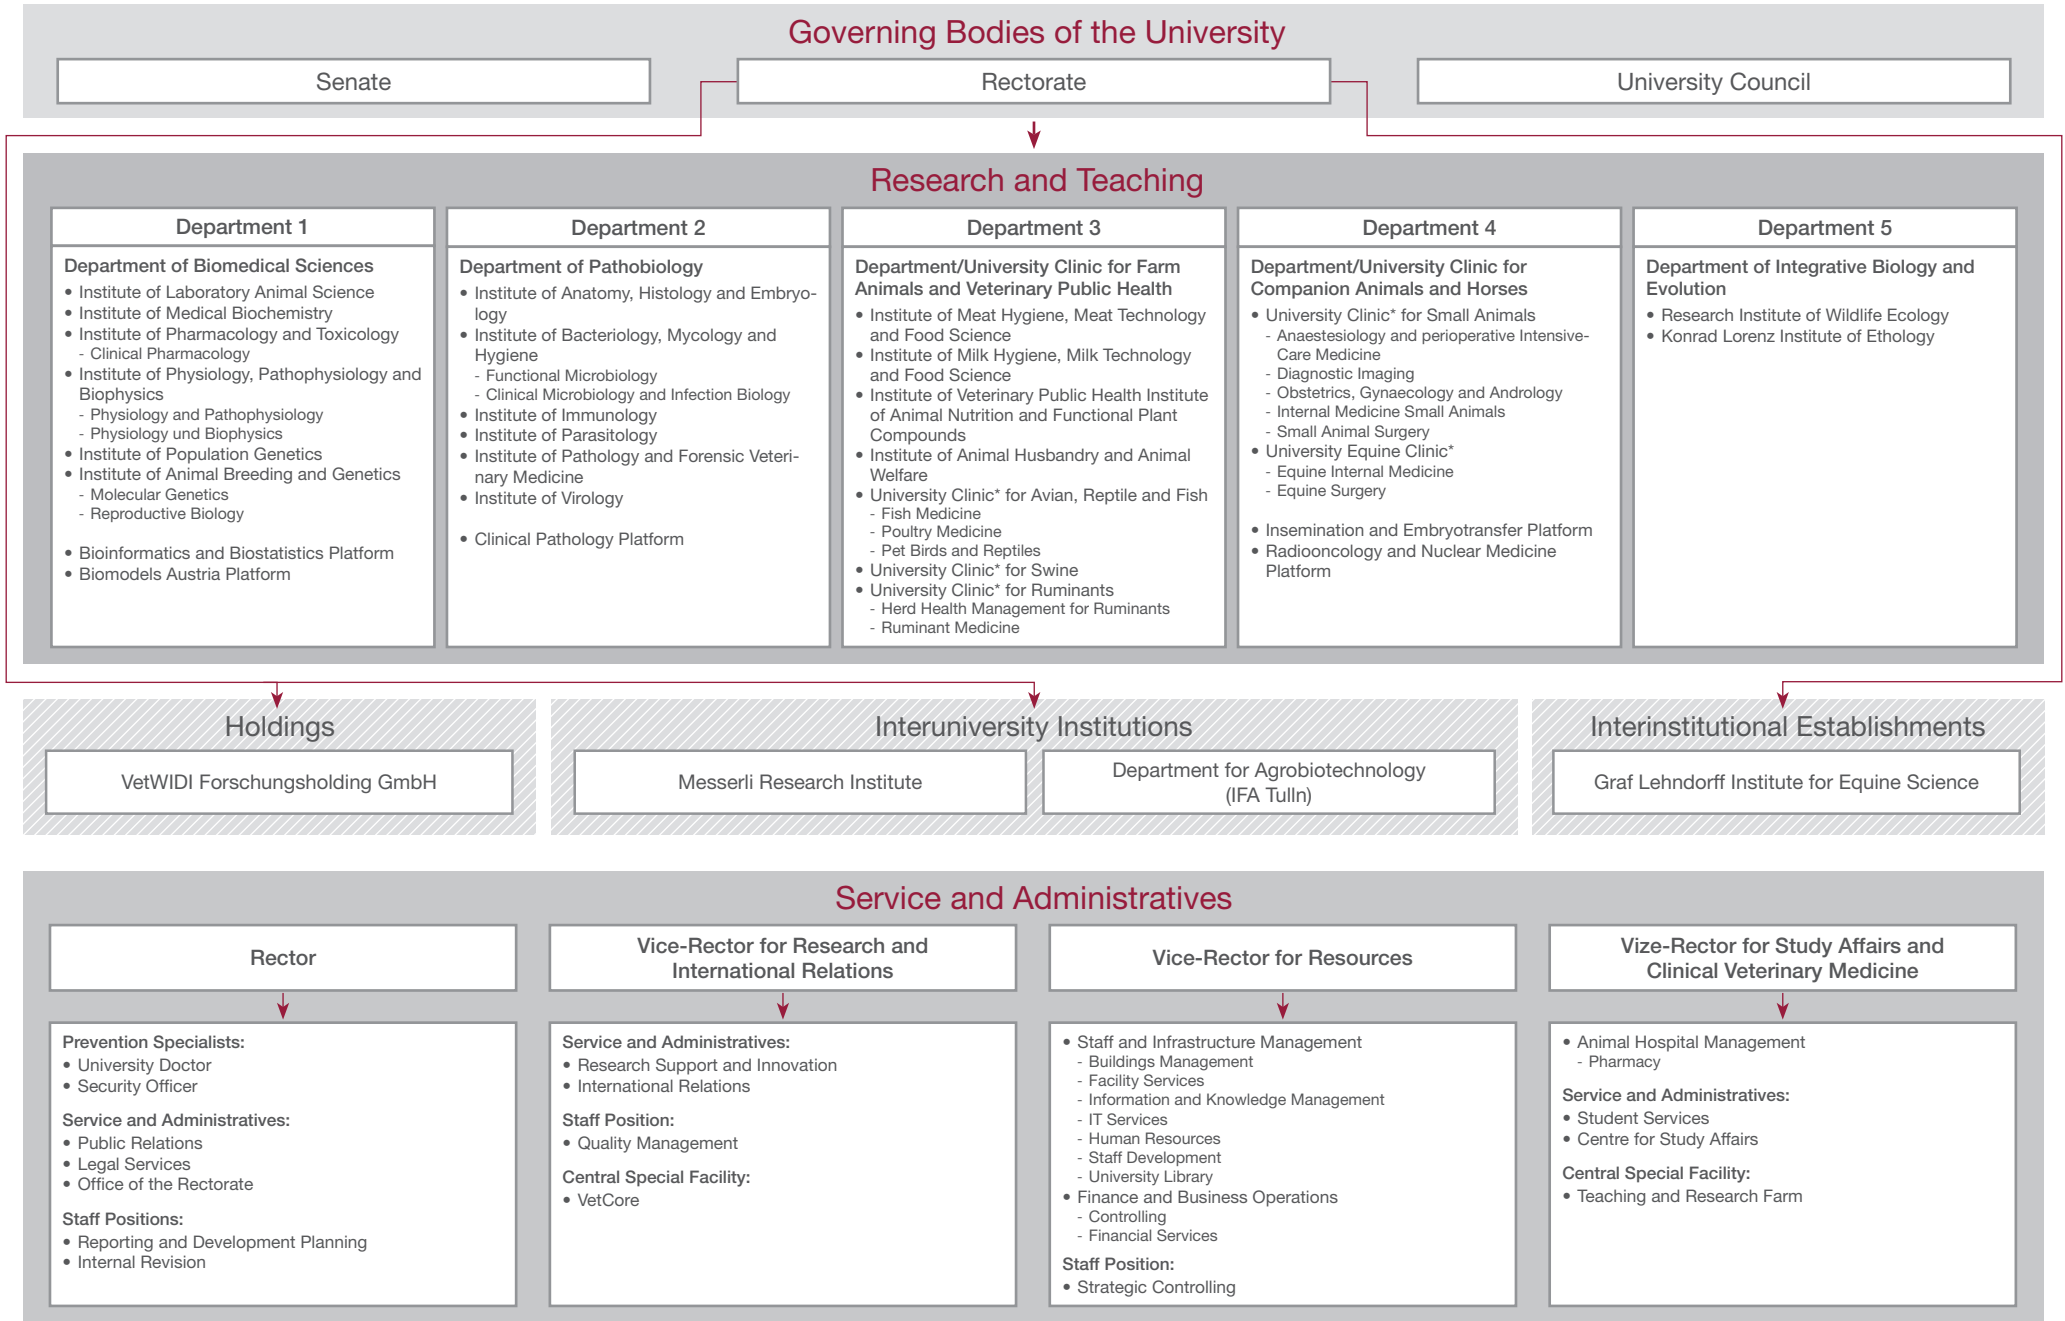 Governing Bodies of the University
Senate
Rectorate
University Council
Research and Teaching
Department 1
Department of Biomedical Sciences
• Institute of Laboratory Animal Science
• Institute of Medical Biochemistry
• Institute of Pharmacology and Toxicology
- Clinical Pharmacology
• Institute of Physiology, Pathophysiology and
Biophysics
- Physiology and Pathophysiology
- Physiology und Biophysics
• Institute of Population Genetics
• Institute of Animal Breeding and Genetics
- Molecular Genetics
- Reproductive Biology
• Bioinformatics and Biostatistics Platform
• Biomodels Austria Platform
Department 2
Department of Pathobiology
• Institute of Anatomy, Histology and Embryo-
logy
• Institute of Bacteriology, Mycology and
Hygiene
- Functional Microbiology
- Clinical Microbiology and Infection Biology
• Institute of Immunology
• Institute of Parasitology
• Institute of Pathology and Forensic Veteri-
nary Medicine
• Institute of Virology
• Clinical Pathology Platform
Department 3
Department/University Clinic for Farm
Animals and Veterinary Public Health
• Institute of Meat Hygiene, Meat Technology
and Food Science
• Institute of Milk Hygiene, Milk Technology
and Food Science
• Institute of Veterinary Public Health Institute
of Animal Nutrition and Functional Plant
Compounds
• Institute of Animal Husbandry and Animal
Welfare
• University Clinic* for Avian, Reptile and Fish
- Fish Medicine
- Poultry Medicine
- Pet Birds and Reptiles
• University Clinic* for Swine
• University Clinic* for Ruminants
- Herd Health Management for Ruminants
- Ruminant Medicine
Department 4
Department/University Clinic for
Companion Animals and Horses
• University Clinic* for Small Animals
- Anaestesiology and perioperative Intensive-
Care Medicine
- Diagnostic Imaging
- Obstetrics, Gynaecology and Andrology
- Internal Medicine Small Animals
- Small Animal Surgery
• University Equine Clinic*
- Equine Internal Medicine
- Equine Surgery
• Insemination and Embryotransfer Platform
• Radiooncology and Nuclear Medicine
Platform
Department 5
Department of Integrative Biology and
Evolution
• Research Institute of Wildlife Ecology
• Konrad Lorenz Institute of Ethology
Holdings
VetWIDI Forschungsholding GmbH
Interuniversity Institutions
Messerli Research Institute
Department for Agrobiotechnology
(IFA Tulln)
Interinstitutional Establishments
Graf Lehndorff Institute for Equine Science
Service and Administratives
Rector
Prevention Specialists:
• University Doctor
• Security Officer
Service and Administratives:
• Public Relations
• Legal Services
• Office of the Rectorate
Staff Positions:
• Reporting and Development Planning
• Internal Revision
Vice-Rector for Research and
International Relations
Service and Administratives:
• Research Support and Innovation
• International Relations
Staff Position:
• Quality Management
Central Special Facility:
• VetCore
Vice-Rector for Resources
• Staff and Infrastructure Management
- Buildings Management
- Facility Services
- Information and Knowledge Management
- IT Services
- Human Resources
- Staff Development
- University Library
• Finance and Business Operations
- Controlling
- Financial Services
Staff Position:
• Strategic Controlling
Vize-Rector for Study Affairs and
Clinical Veterinary Medicine
• Animal Hospital Management
- Pharmacy
Service and Administratives:
• Student Services
• Centre for Study Affairs
Central Special Facility:
• Teaching and Research Farm